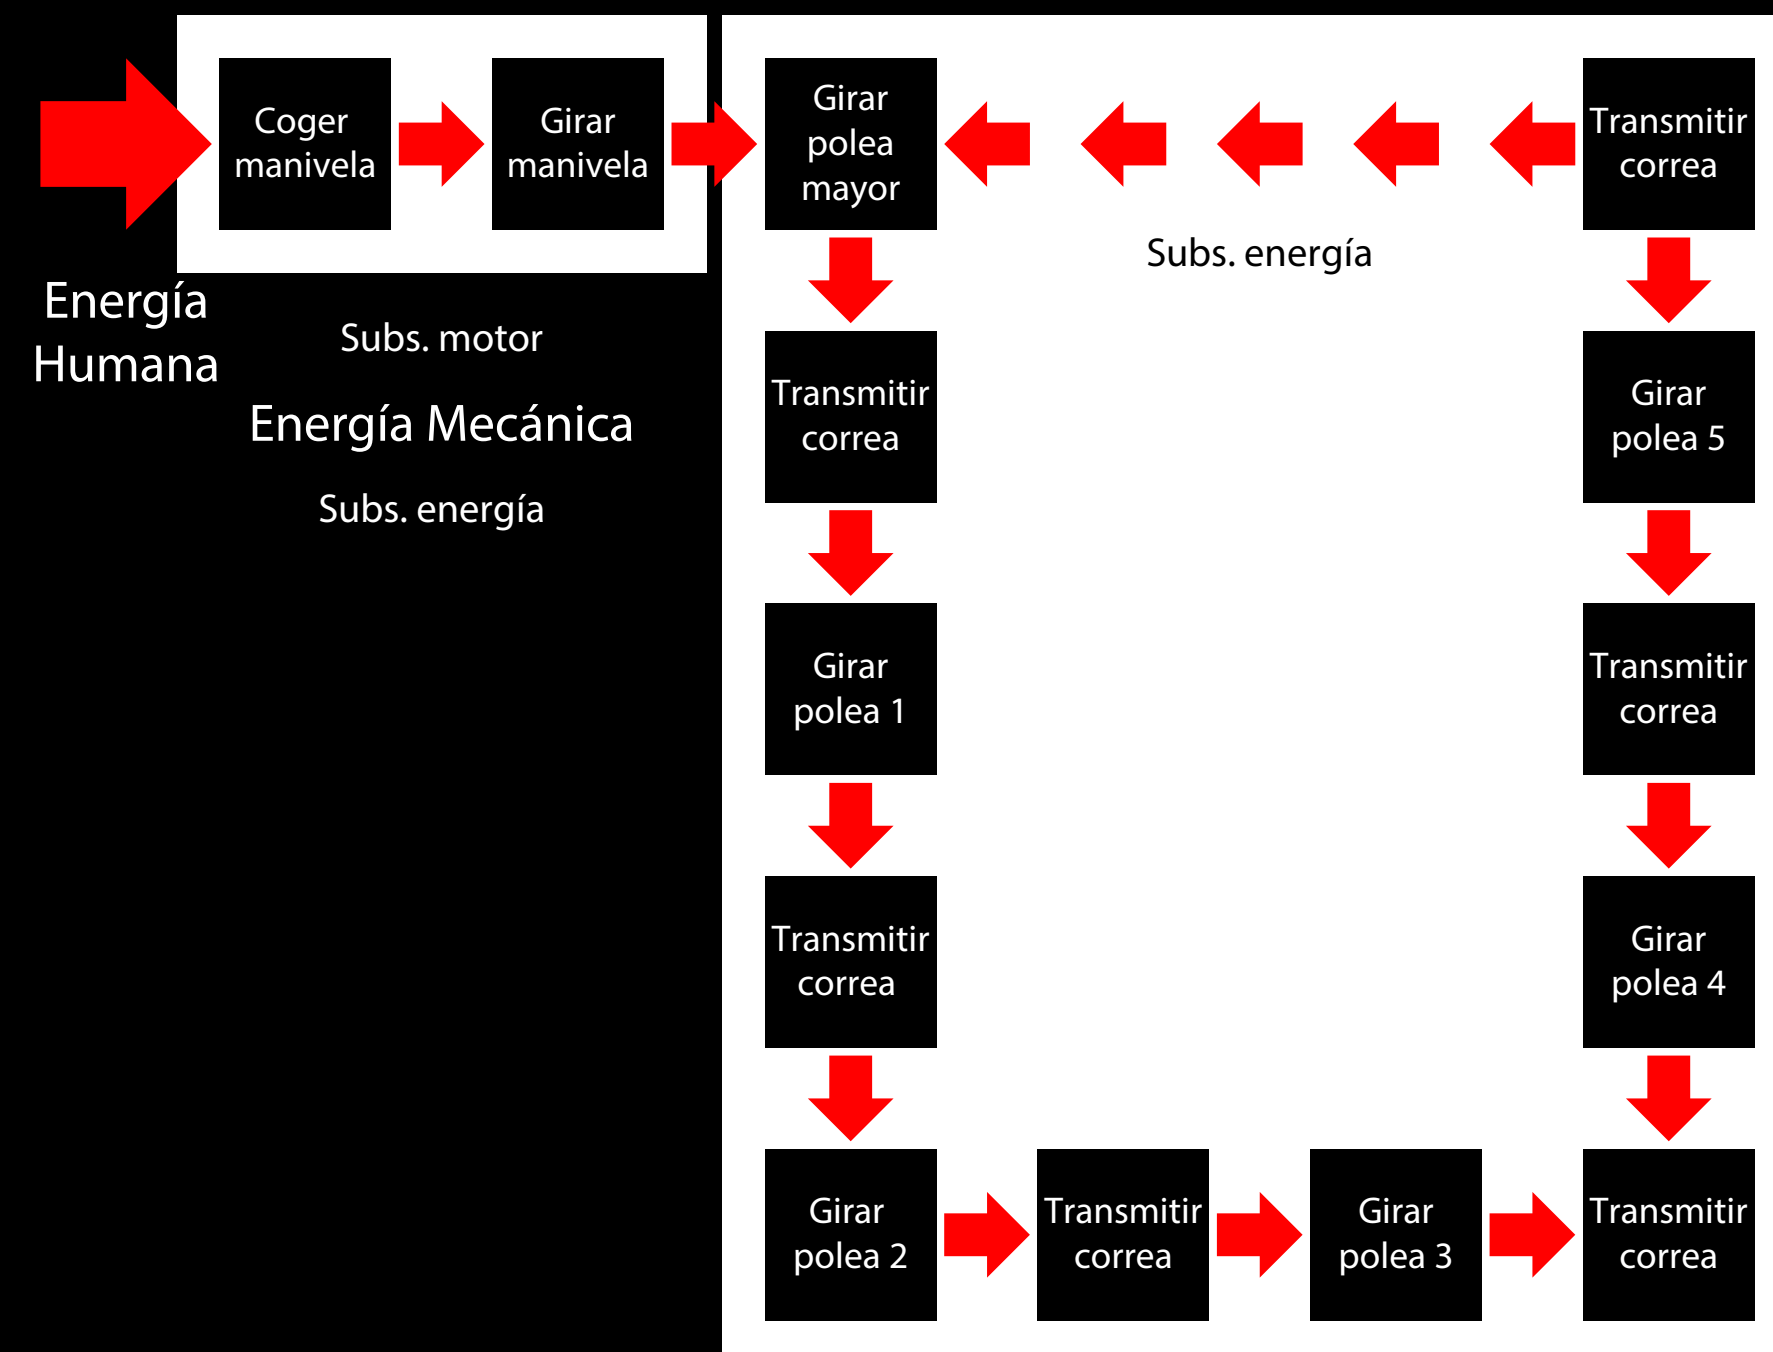 Coger
manivela
Girar
manivela
Girar
polea
mayor
Transmitir
correa
Subs. energía
Energía
Humana
Subs. motor
Energía Mecánica
Subs. energía
Transmitir
correa
Girar
polea 5
Girar
polea 1
Transmitir
correa
Transmitir
correa
Girar
polea 4
Girar
polea 2
Transmitir
correa
Girar
polea 3
Transmitir
correa